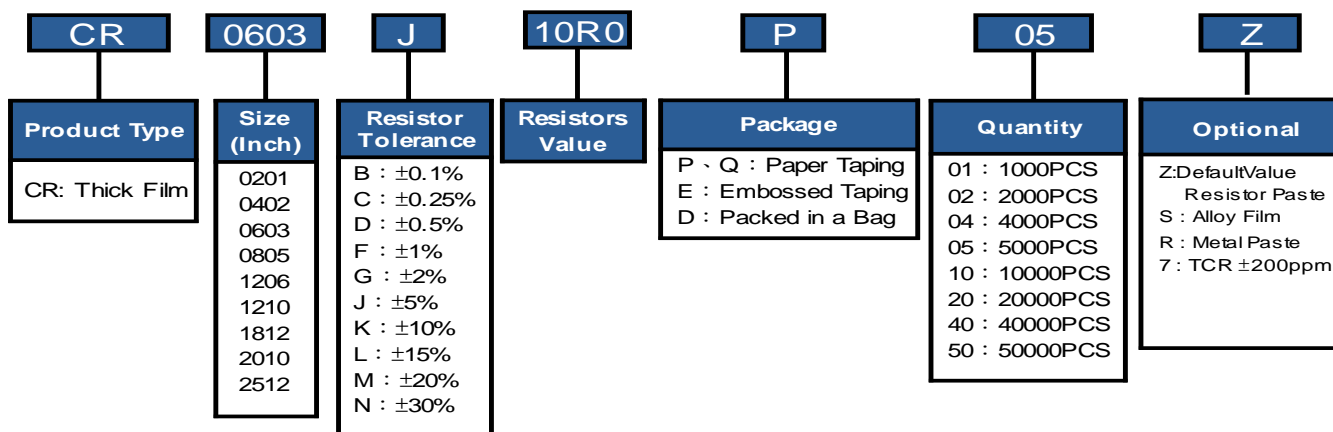 CR 0603 J 10R0 P 05 Z
Product Type
CR: Thick Film
Size
(Inch)
0201
0402
0603
0805
1206
1210
1812
2010
2512
Resistor
Tolerance
B：±0.1%
C：±0.25%
D：±0.5%
F：±1%
G：±2%
J：±5%
K：±10%
L：±15%
M：±20%
N：±30%
Resistors
Value
Package
P、Q：Paper Taping
E：Embossed Taping
D：Packed in a Bag
Quantity
01：1000PCS
02：2000PCS
04：4000PCS
05：5000PCS
10：10000PCS
20：20000PCS
40：40000PCS
50：50000PCS
Optional
Z:DefaultValue
Resistor Paste
S：Alloy Film
R：Metal Paste
7：TCR ±200ppm